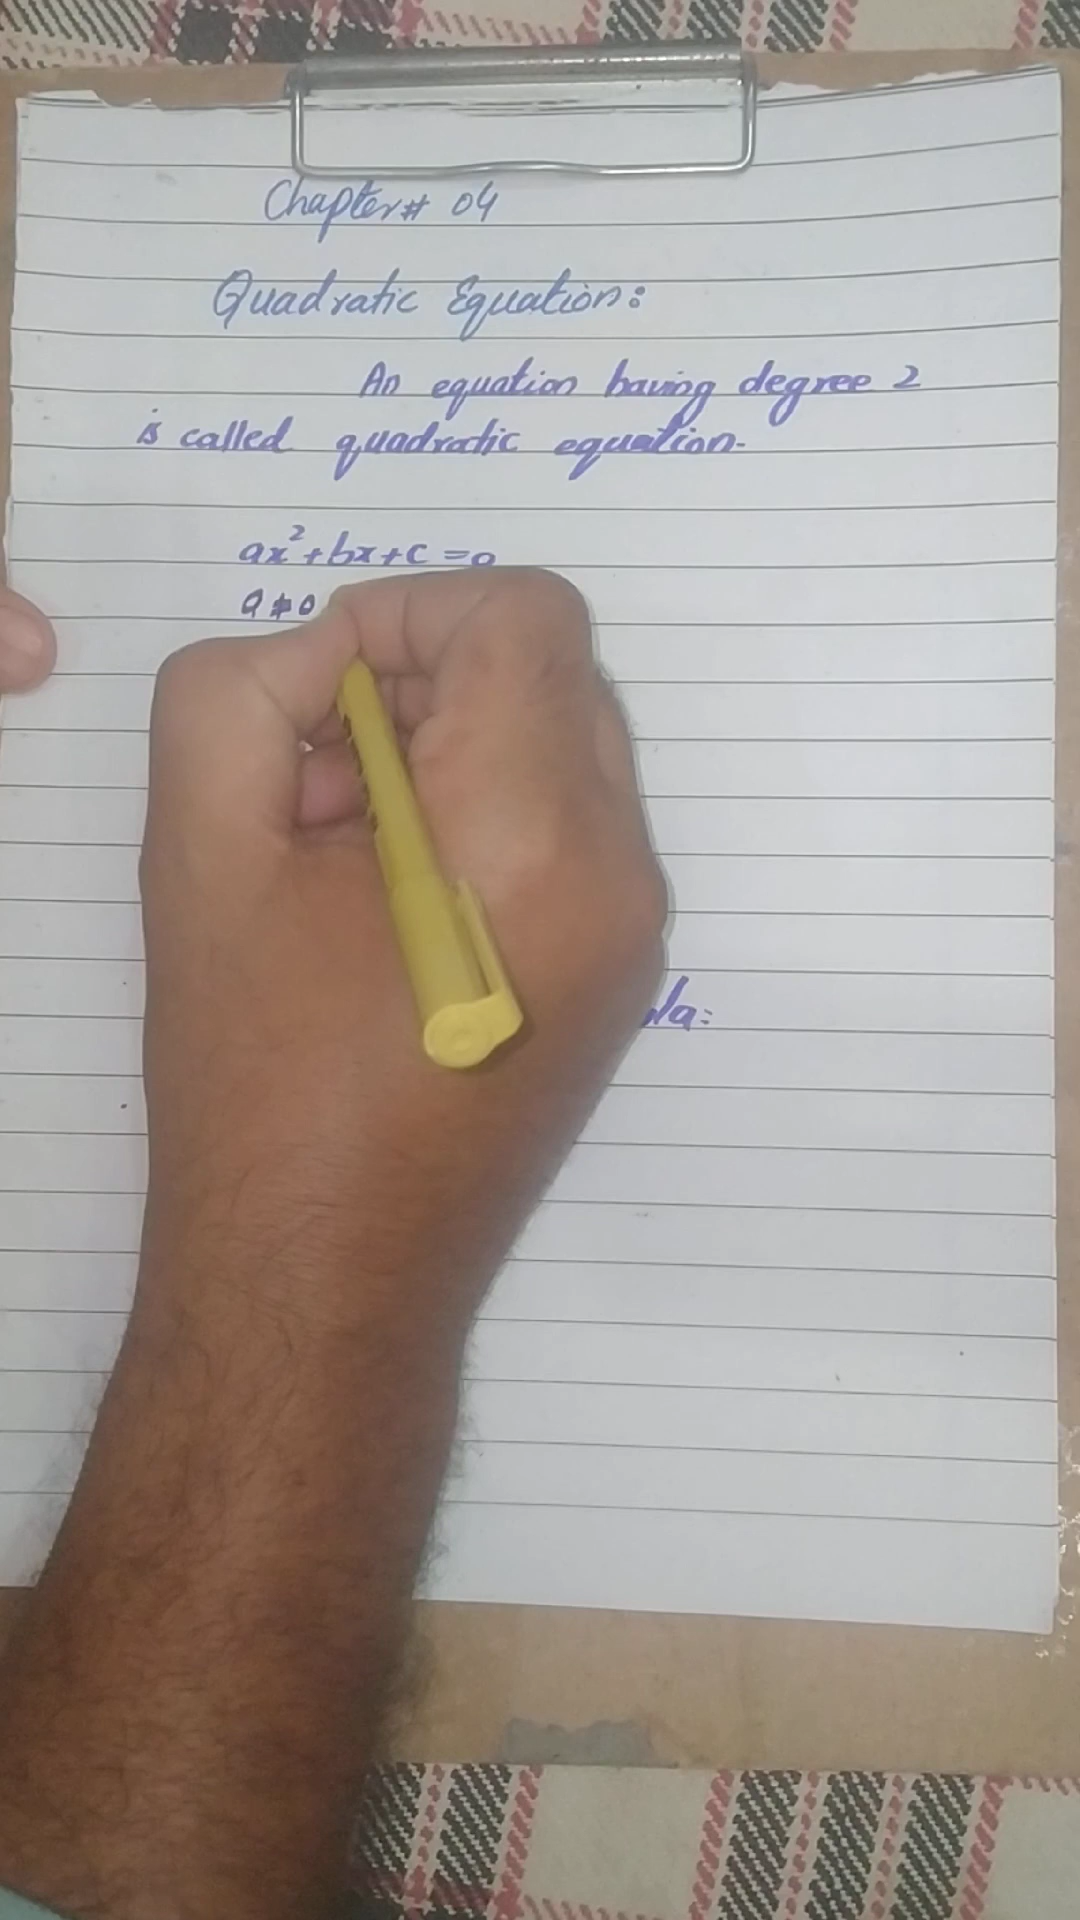 Chapter# 04
Quadratic Equation:
An equation having degree 2
is called quadratic equation.
ax²+bx+c=0
a≠0